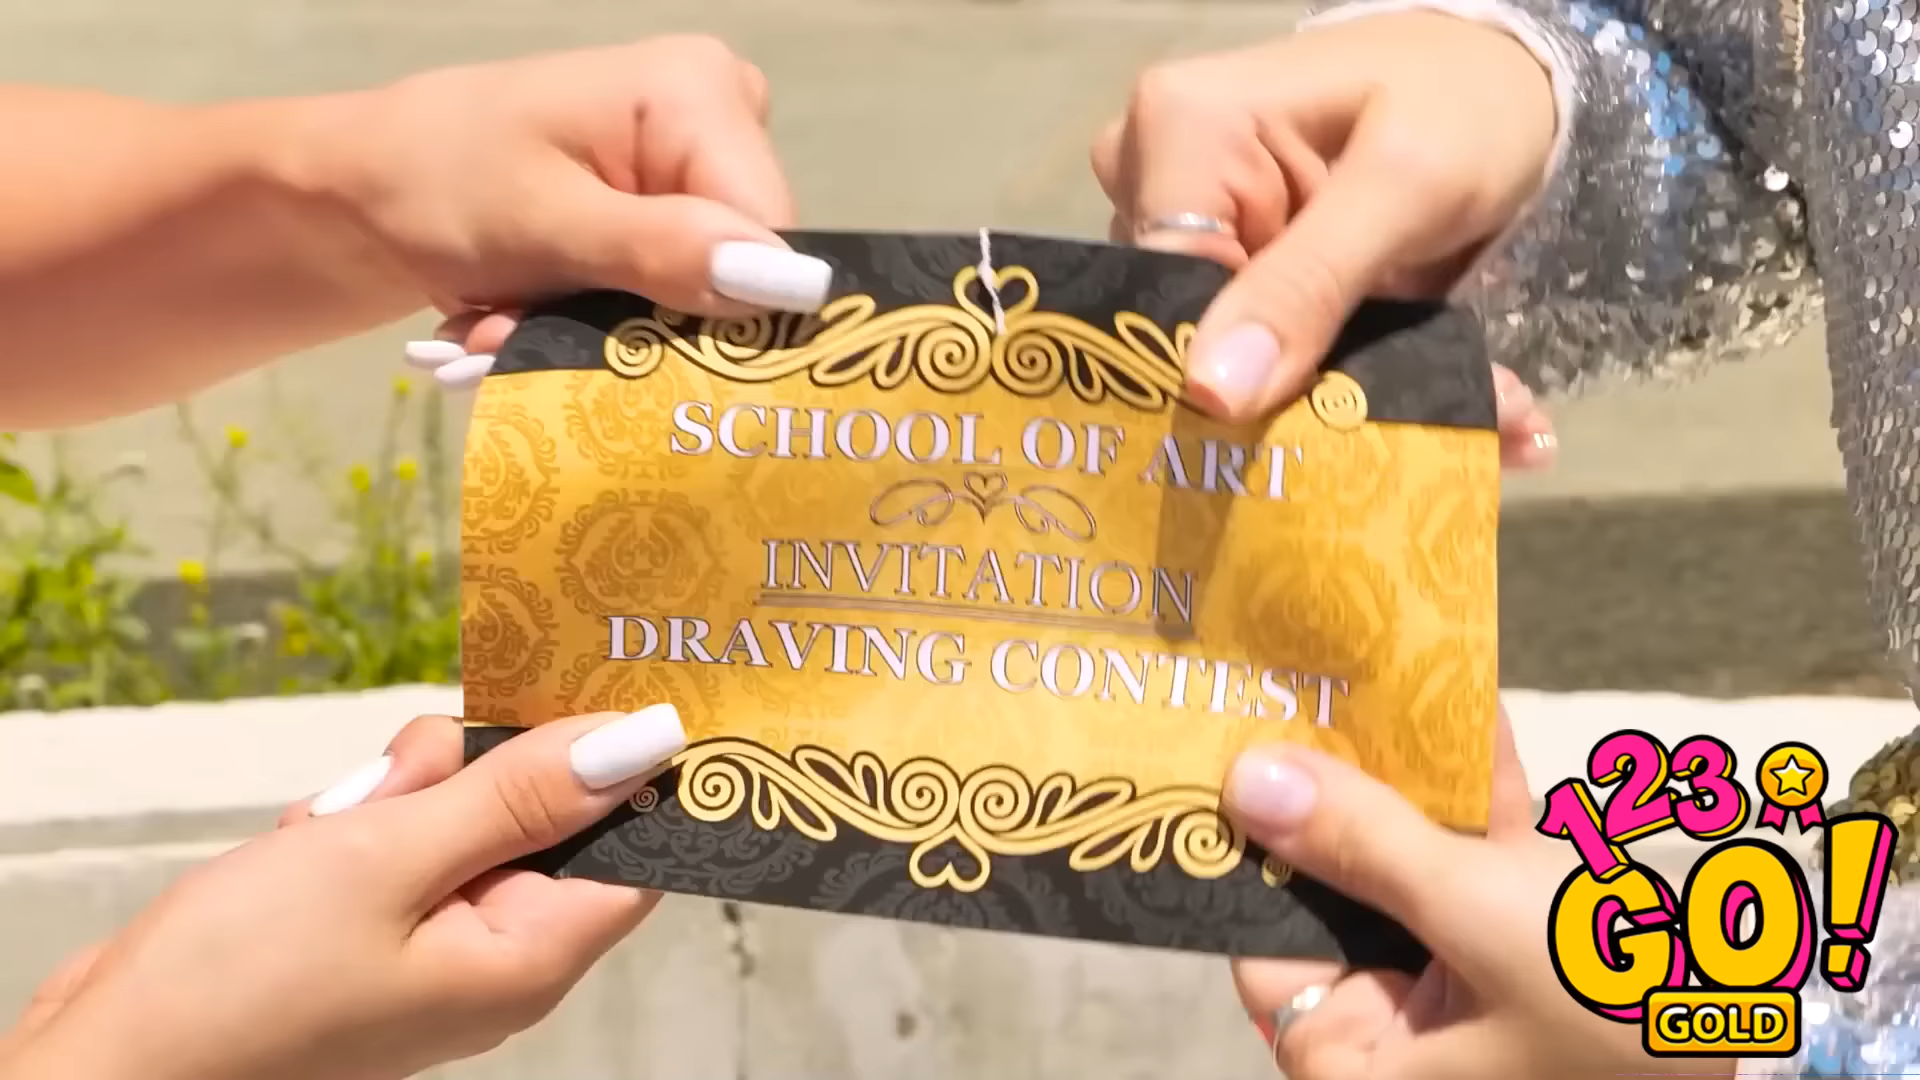 SCHOOL OF ART
INVITATION
DRAVING CONTEST
123
GO!
GOLD